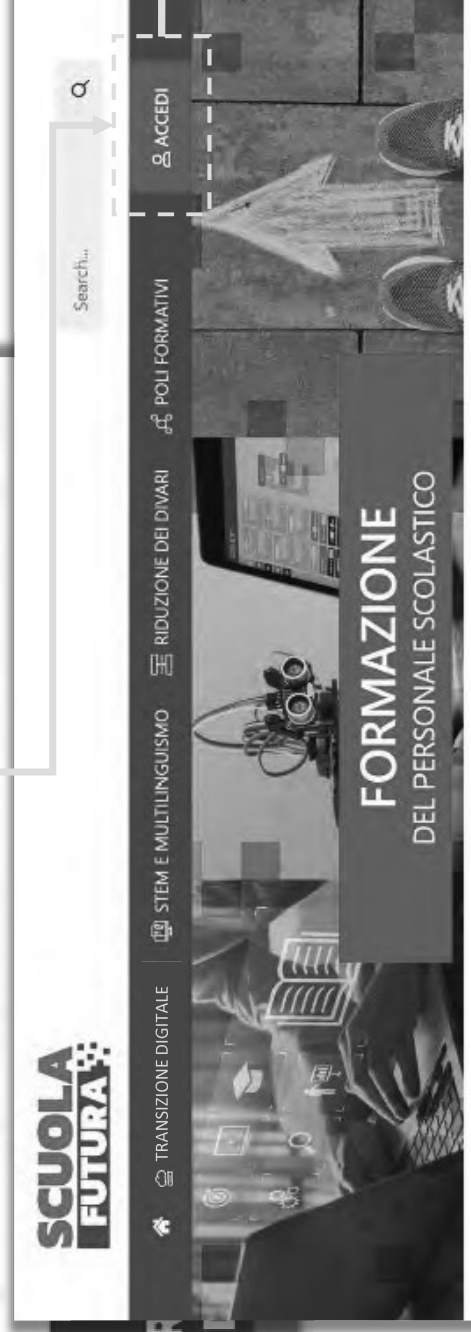 SCUOLA
FUTURA
Search...
TRANSIZIONE DIGITALE
STEM E MULTILINGUISMO
RIDUZIONE DEI DIVARI
POLI FORMATIVI
ACCEDI
FORMAZIONE
DEL PERSONALE SCOLASTICO